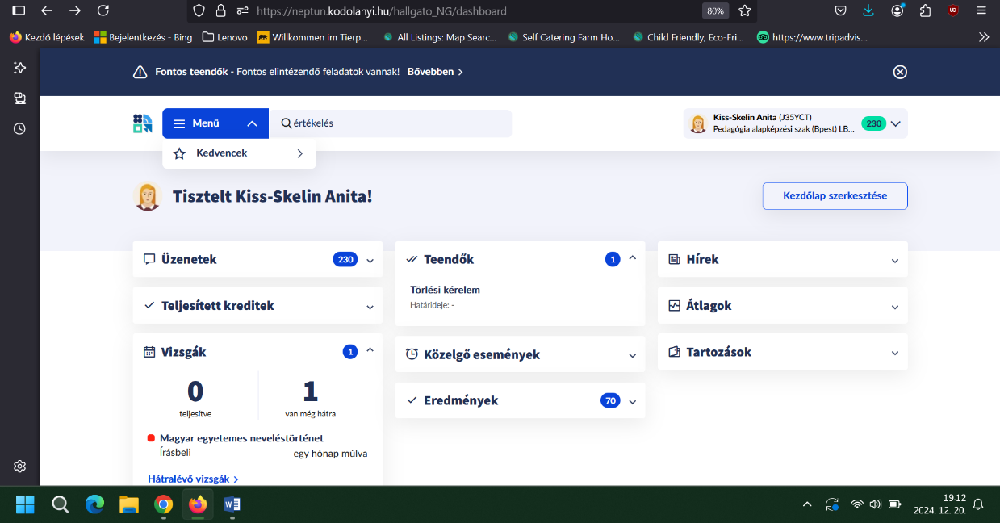 https://neptun.kodolanyi.hu/hallgato_NG/dashboard
80%
Kezdő lépések
Bejelentkezés - Bing
Lenovo
Willkommen im Tierp...
All Listings: Map Searc...
Self Catering Farm Ho...
Child Friendly, Eco-Fri...
https://www.tripadvis...
Fontos teendők - Fontos elintézendő feladatok vannak! Bővebben
Menü
értékelés
Kiss-Skelin Anita (J35YCT)
Pedagógia alapképzési szak (Bpest) LB...
230
Kedvencek
Tisztelt Kiss-Skelin Anita!
Kezdőlap szerkesztése
Üzenetek 230
Teljesített kreditek
Vizsgák 1
0
teljesítve
1
van még hátra
Magyar egyetemes neveléstörténet
Írásbeli
egy hónap múlva
Hátralévő vizsgák
Teendők 1
Törlési kérelem
Határideje: -
Közelgő események
Eredmények 70
Hírek
Átlagok
Tartozások
19:12
2024. 12. 20.